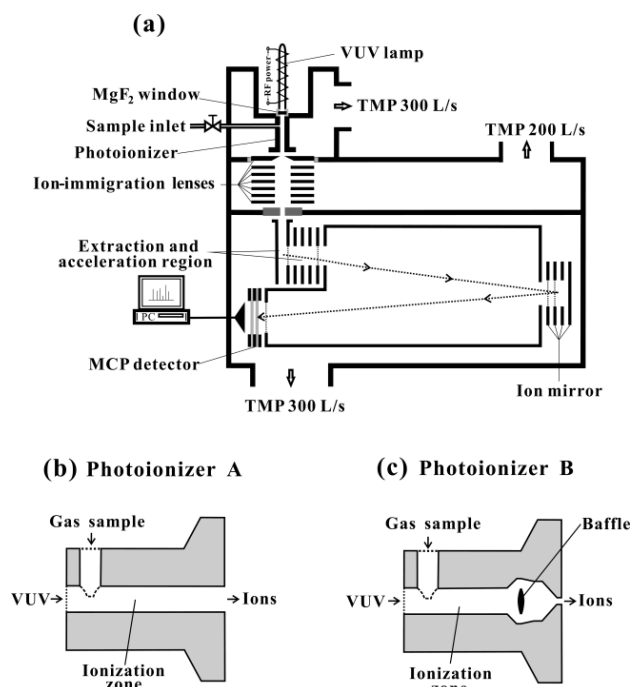 (a)
VUV lamp
RF power
MgF2 window
TMP 300 L/s
Sample inlet
TMP 200 L/s
Photoionizer
Ion-immigration lenses
Extraction and
acceleration region
PC
MCP detector
Ion mirror
TMP 300 L/s
(b) Photoionizer A
Gas sample
VUV
Ions
Ionization
zone
(c) Photoionizer B
Gas sample
Baffle
VUV
Ions
Ionization
zone